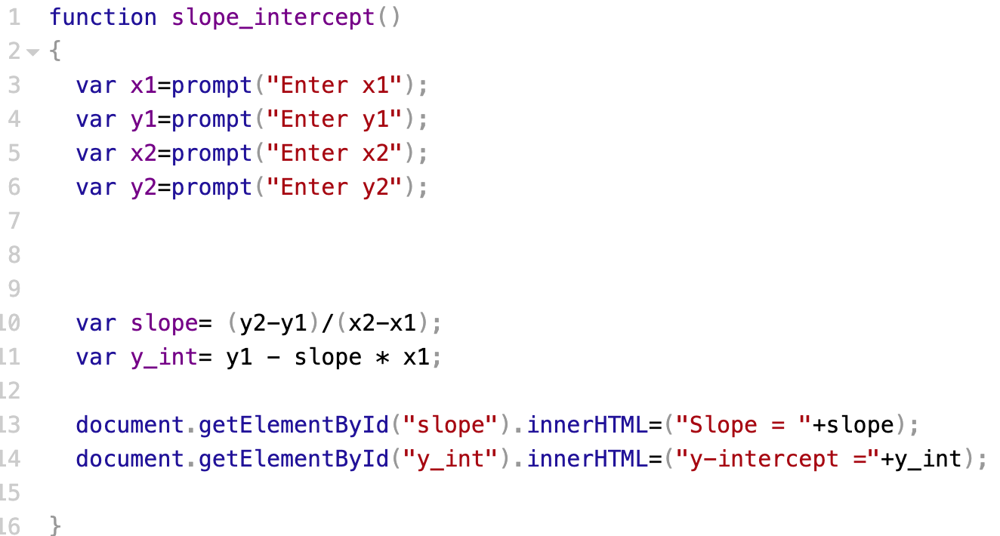 1 function slope_intercept()
2 {
3 var x1=prompt("Enter x1");
4 var y1=prompt("Enter y1");
5 var x2=prompt("Enter x2");
6 var y2=prompt("Enter y2");
7
8
9
10 var slope= (y2-y1)/(x2-x1);
11 var y_int= y1 - slope * x1;
12
13 document.getElementById("slope").innerHTML=("Slope = "+slope);
14 document.getElementById("y_int").innerHTML=("y-intercept ="+y_int);
15
16 }